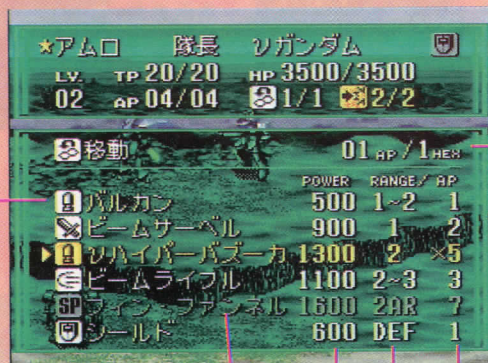 ★アムロ 隊長 νガンダム
LV. TP 20/20 HP 3500/3500
02 AP 04/04 1/1 2/2
移動 01 AP/1HEX
POWER RANGE/ AP
バルカン 500 1~2 1
ビームサーベル 900 1 2
▶νハイパーバズーカ 1300 2 ×5
ビームライフル 1100 2~3 3
SP フィン・ファンネル 1600 2AR 7
シールド 600 DEF 1